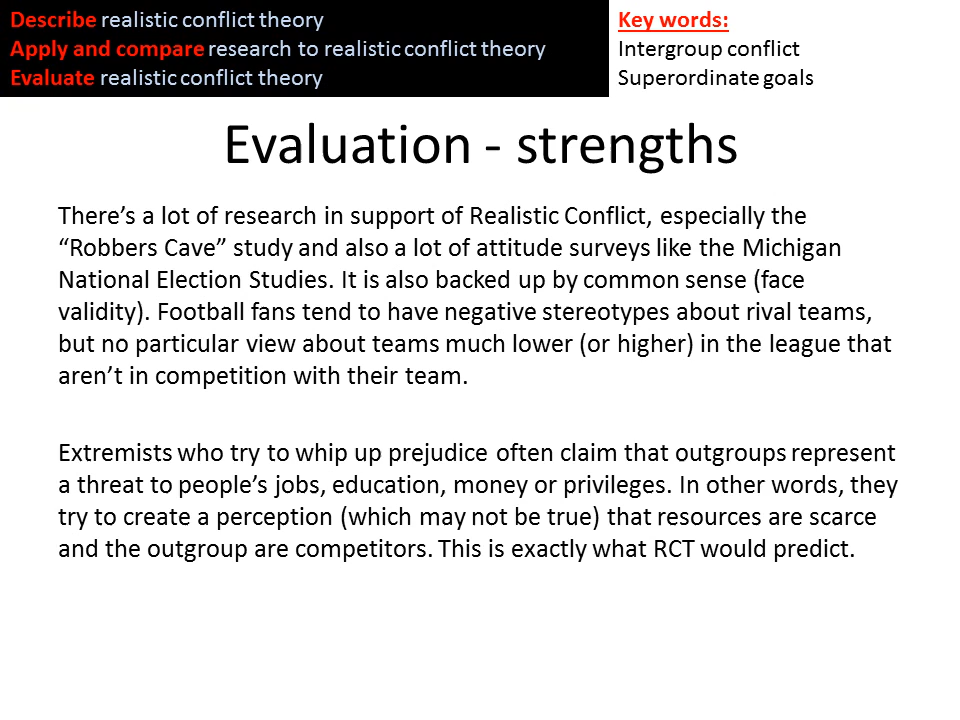 Describe realistic conflict theory
Apply and compare research to realistic conflict theory
Evaluate realistic conflict theory
Key words:
Intergroup conflict
Superordinate goals
Evaluation - strengths
There’s a lot of research in support of Realistic Conflict, especially the
“Robbers Cave” study and also a lot of attitude surveys like the Michigan
National Election Studies. It is also backed up by common sense (face
validity). Football fans tend to have negative stereotypes about rival teams,
but no particular view about teams much lower (or higher) in the league that
aren’t in competition with their team.
Extremists who try to whip up prejudice often claim that outgroups represent
a threat to people’s jobs, education, money or privileges. In other words, they
try to create a perception (which may not be true) that resources are scarce
and the outgroup are competitors. This is exactly what RCT would predict.